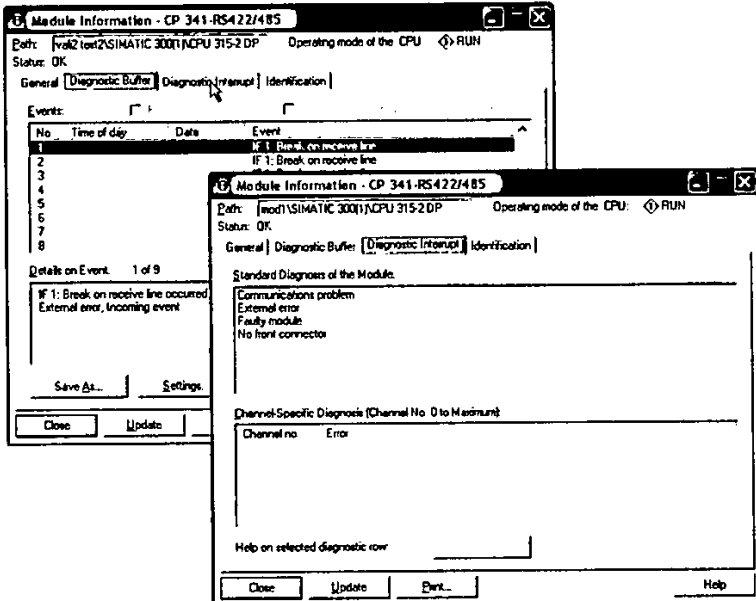 Module Information - CP 341-RS422/485
Path: vali2 test2\SIMATIC 300(1)\CPU 315-2 DP Operating mode of the CPU RUN
Status: OK
General Diagnostic Buffer Diagnostic Interrupt Identification
Events:
No Time of day Date Event
1 IF 1: Break on receive line
2 IF 1: Break on receive line
3
4
5
6
7
8
Details on Event: 1 of 9
IF 1: Break on receive line occurred
External error, Incoming event
Save As... Settings.
Close Update
Module Information - CP 341-RS422/485
Path: mod1\SIMATIC 300(1)\CPU 315-2 DP Operating mode of the CPU: RUN
Status: OK
General Diagnostic Buffer Diagnostic Interrupt Identification
Standard Diagnosis of the Module:
Communications problem
External error
Faulty module
No front connector
Channel-Specific Diagnosis (Channel No. 0 to Maximum):
Channel no. Error
Help on selected diagnostic row
Close Update Print... Help